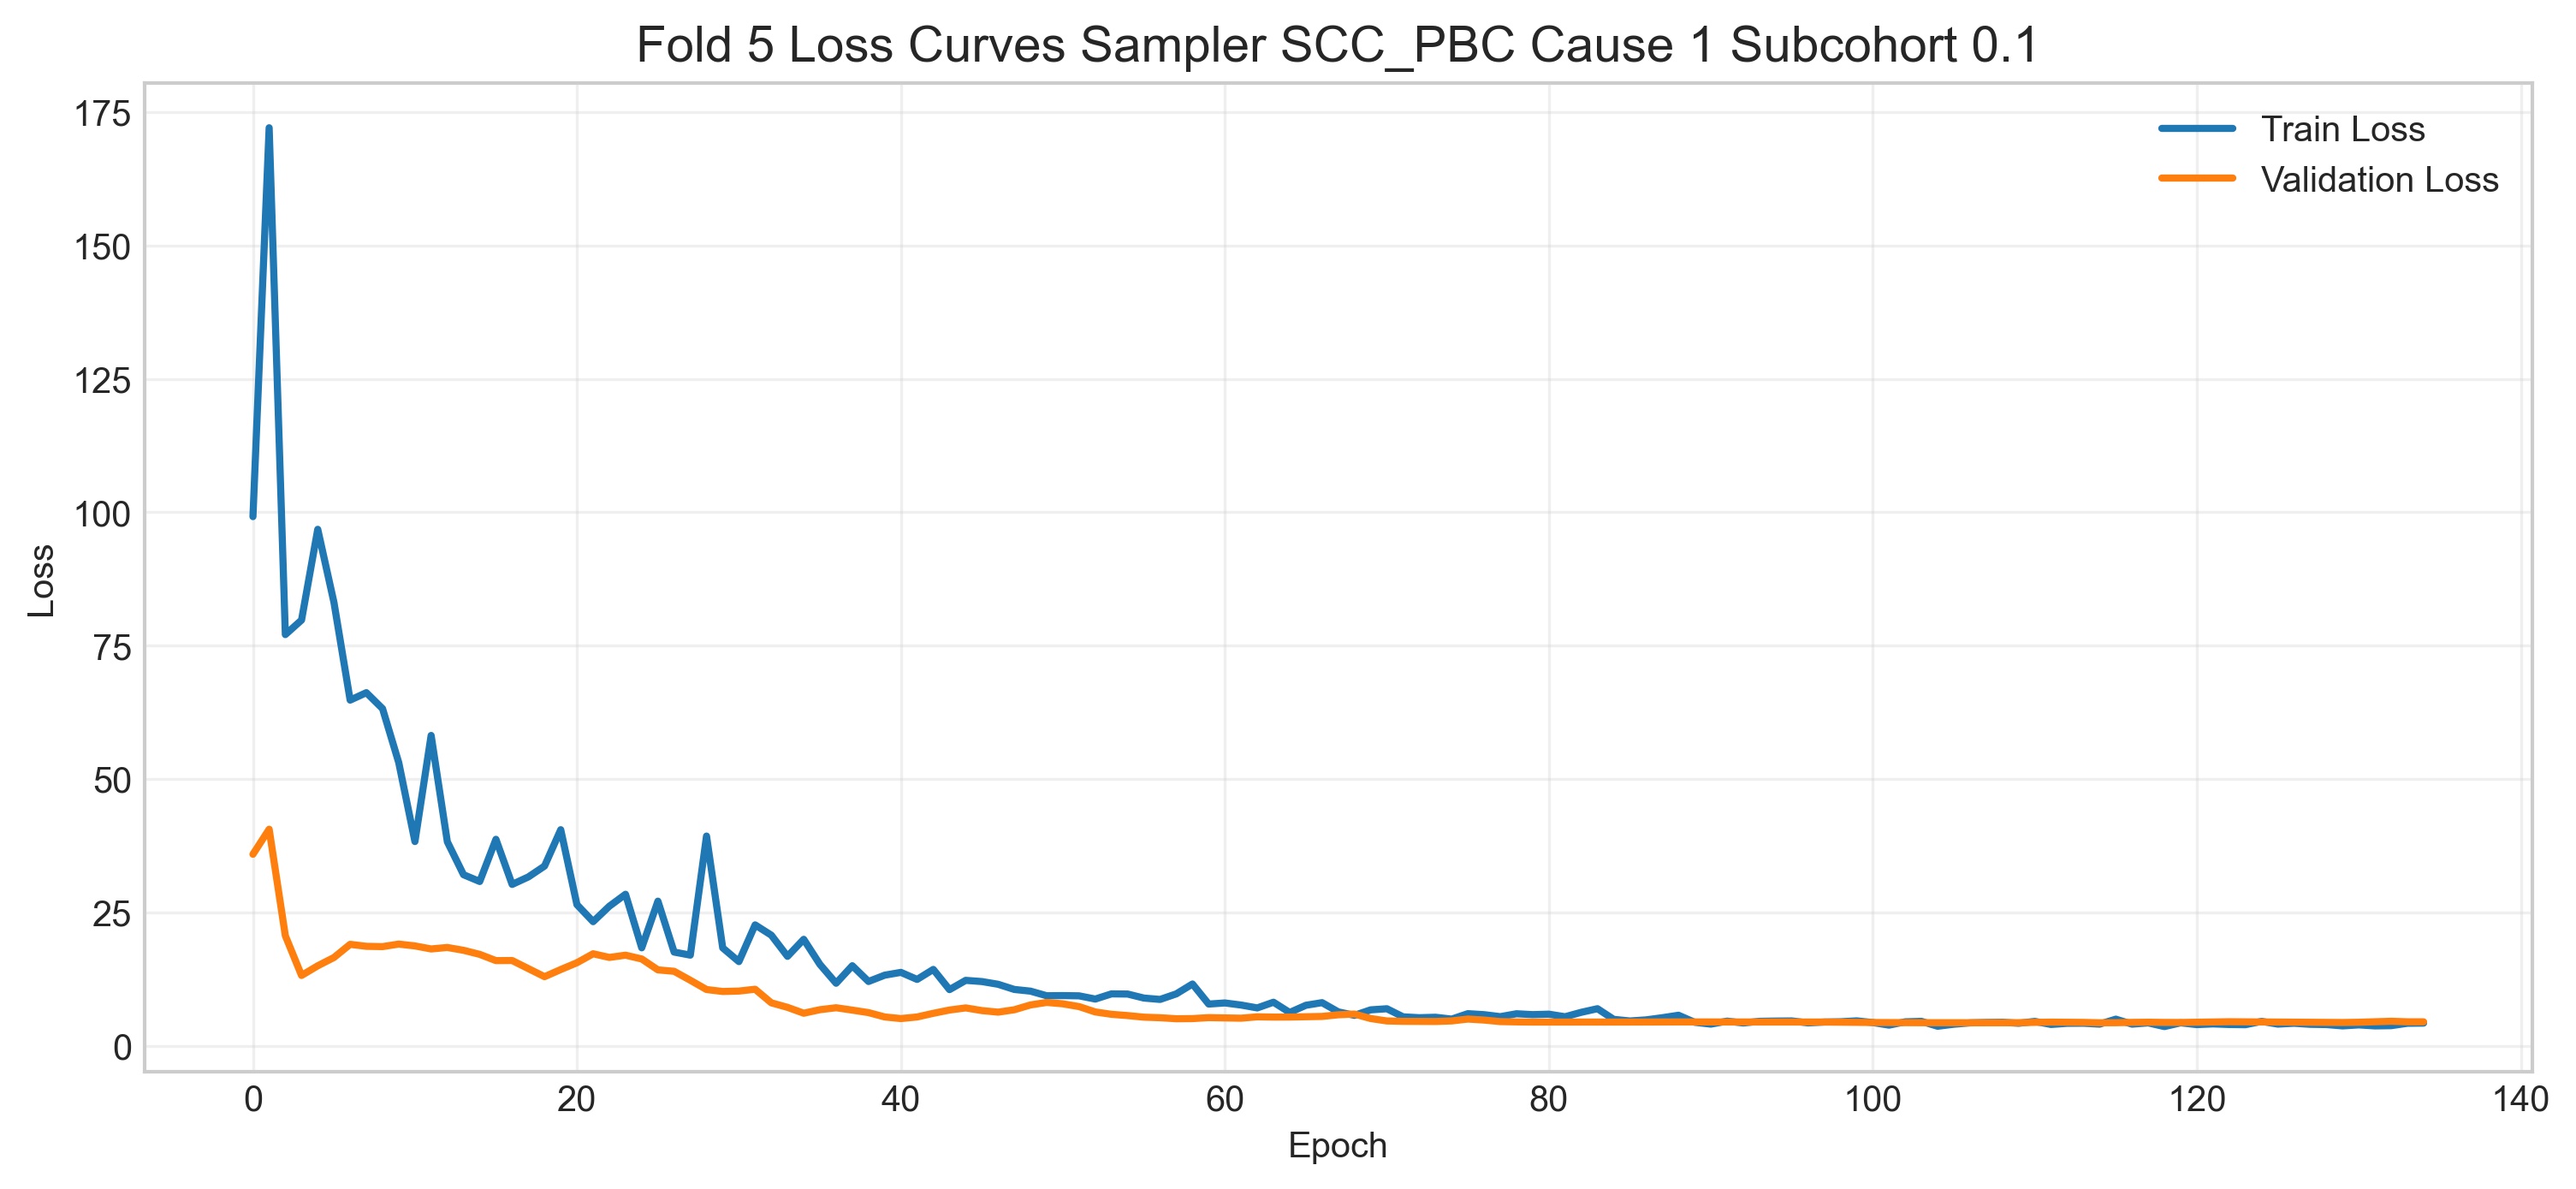 Fold 5 Loss Curves Sampler SCC_PBC Cause 1 Subcohort 0.1
Train Loss
Validation Loss
175
150
125
100
75
50
25
0
Loss
0 20 40 60 80 100 120 140
Epoch